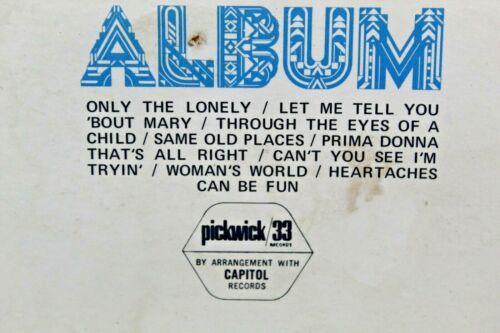 ALBUM
ONLY THE LONELY / LET ME TELL YOU
'BOUT MARY / THROUGH THE EYES OF A
CHILD / SAME OLD PLACES / PRIMA DONNA
THAT'S ALL RIGHT / CAN'T YOU SEE I'M
TRYIN' / WOMAN'S WORLD / HEARTACHES
CAN BE FUN
pickwick/33
RECORDS
BY ARRANGEMENT WITH
CAPITOL
RECORDS